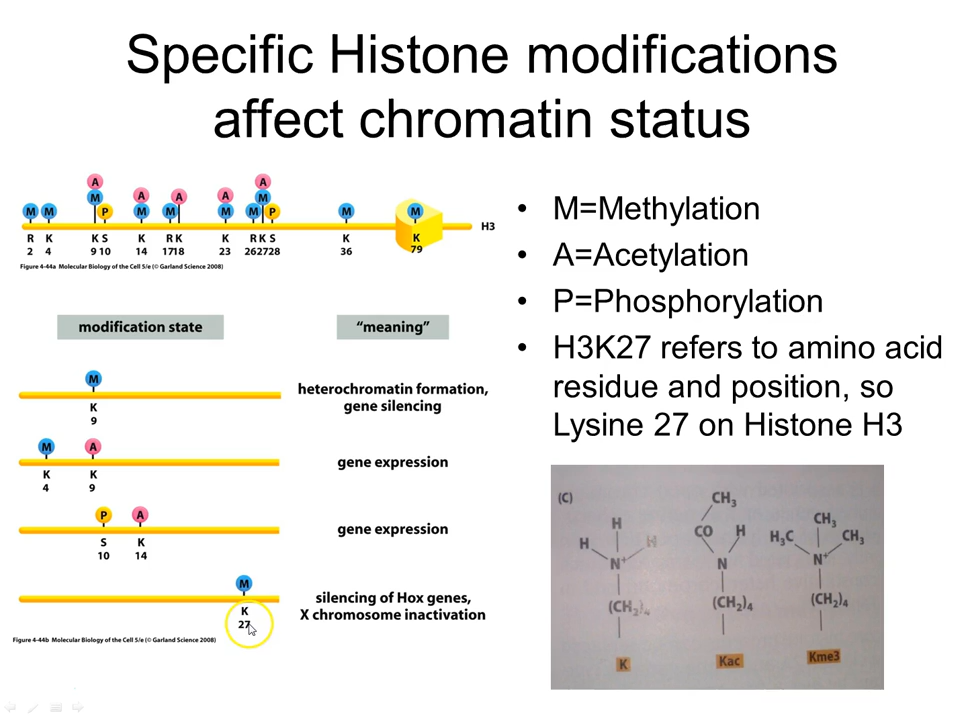 Specific Histone modifications
affect chromatin status
A A
M A A A M
M M M P M M M M P M M
H3
R K K S K R K K R K S K K
2 4 9 10 14 17 18 23 26 27 28 36 79
Figure 4-44a Molecular Biology of the Cell 5/e (© Garland Science 2008)
modification state "meaning"
M
K
9
heterochromatin formation,
gene silencing
M A
K K
4 9
gene expression
P A
S K
10 14
gene expression
M
K
27
silencing of Hox genes,
X chromosome inactivation
Figure 4-44b Molecular Biology of the Cell 5/e (© Garland Science 2008)
• M=Methylation
• A=Acetylation
• P=Phosphorylation
• H3K27 refers to amino acid
residue and position, so
Lysine 27 on Histone H3
(C)
CH₃ CH₃
H CO H H₃C CH₃
H H
N⁺ N N⁺
(CH₂)₄ (CH₂)₄ (CH₂)₄
K Kac Kme3